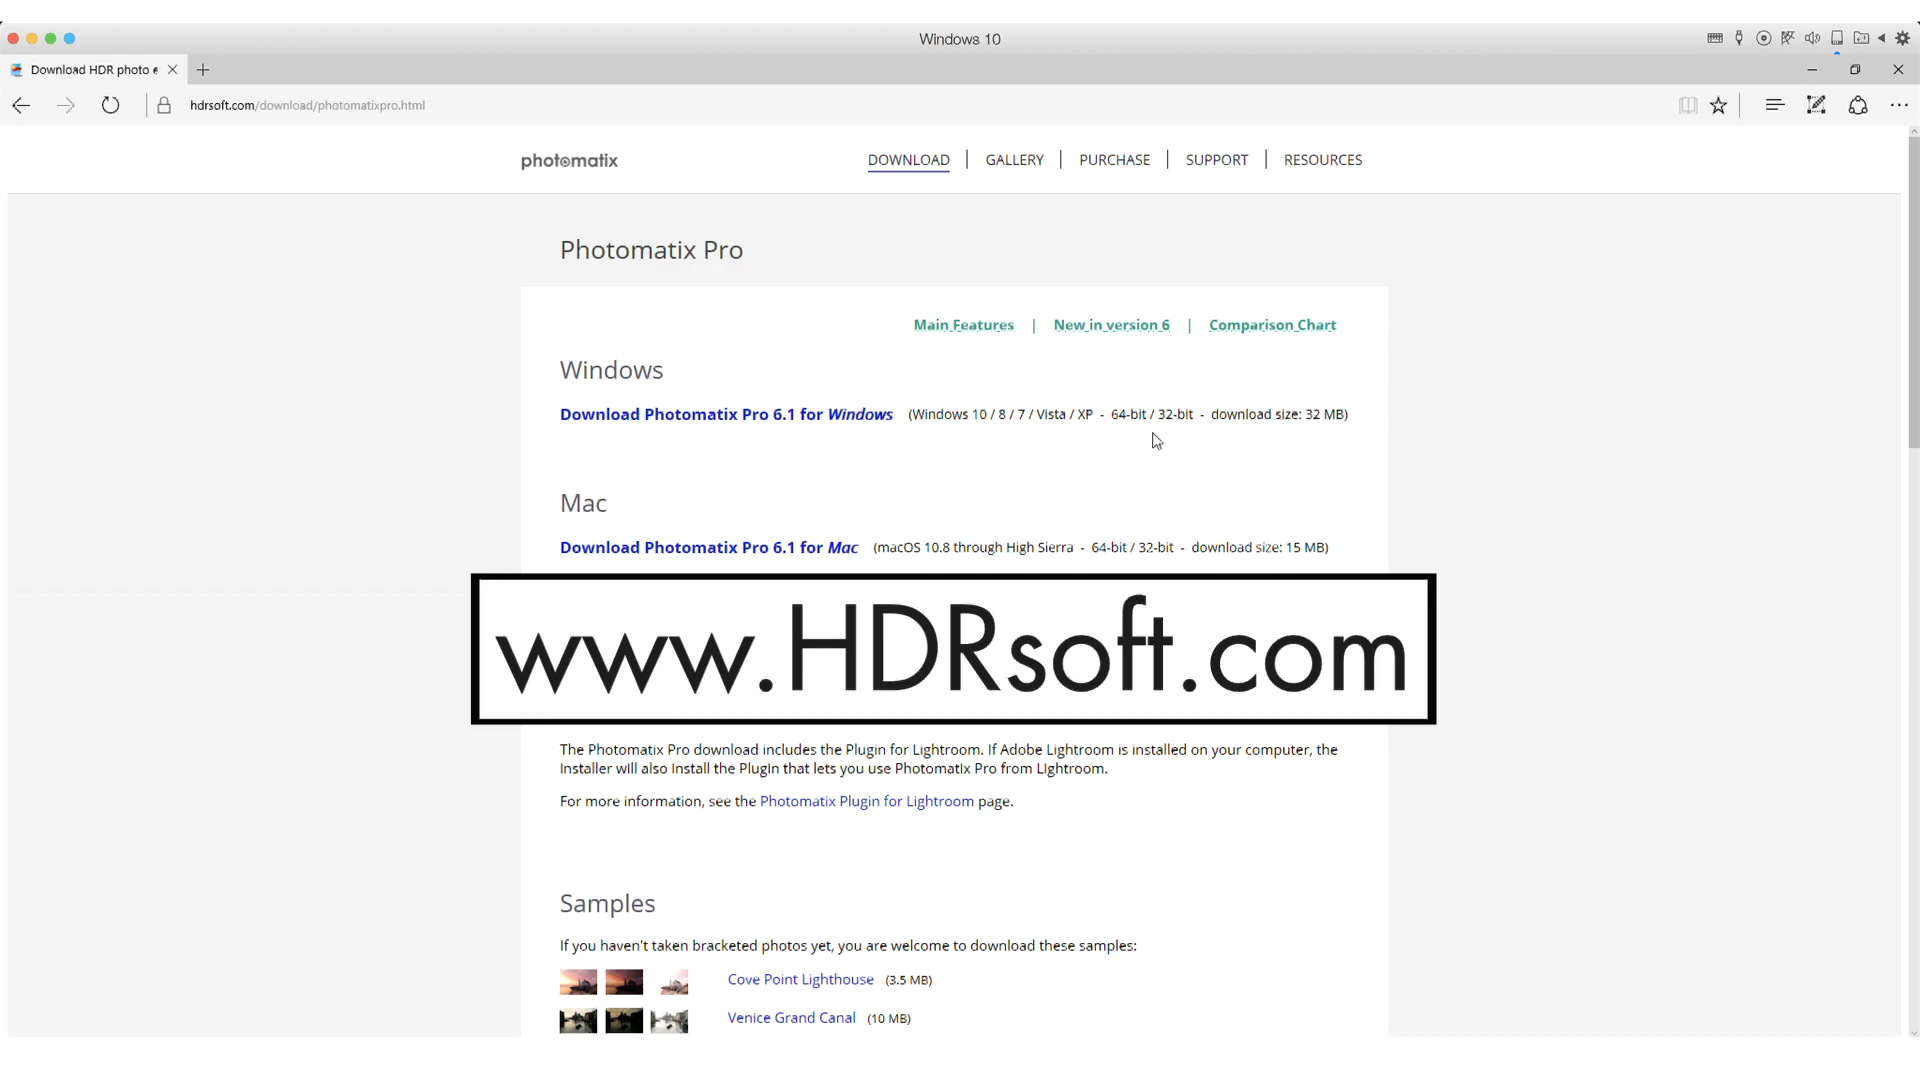 Windows 10
Download HDR photo e
hdrsoft.com/download/photomatixpro.html
photomatix
DOWNLOAD | GALLERY | PURCHASE | SUPPORT | RESOURCES
Photomatix Pro
Main Features | New in version 6 | Comparison Chart
Windows
Download Photomatix Pro 6.1 for Windows (Windows 10 / 8 / 7 / Vista / XP - 64-bit / 32-bit - download size: 32 MB)
Mac
Download Photomatix Pro 6.1 for Mac (macOS 10.8 through High Sierra - 64-bit / 32-bit - download size: 15 MB)
www.HDRsoft.com
The Photomatix Pro download includes the Plugin for Lightroom. If Adobe Lightroom is installed on your computer, the
installer will also install the plugin that lets you use Photomatix Pro from Lightroom.
For more information, see the Photomatix Plugin for Lightroom page.
Samples
If you haven't taken bracketed photos yet, you are welcome to download these samples:
Cove Point Lighthouse (3.5 MB)
Venice Grand Canal (10 MB)